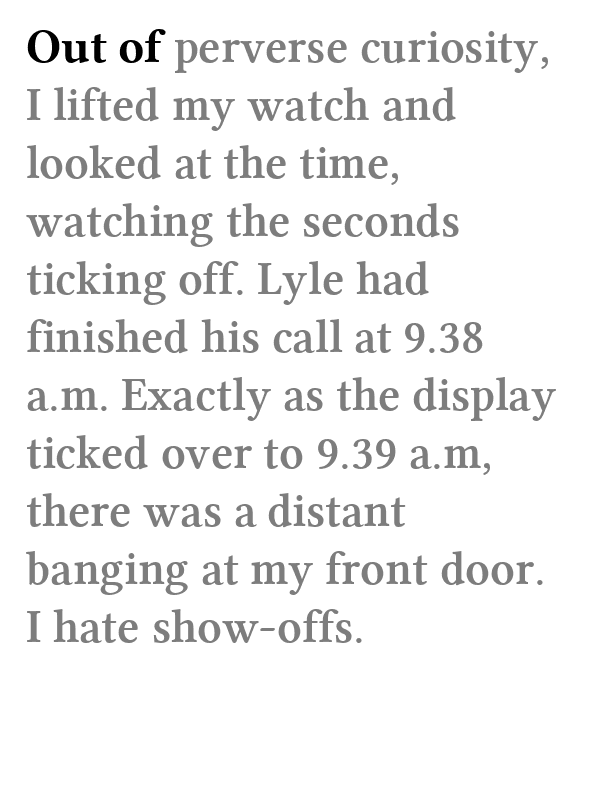 Out of perverse curiosity,
I lifted my watch and
looked at the time,
watching the seconds
ticking off. Lyle had
finished his call at 9.38
a.m. Exactly as the display
ticked over to 9.39 a.m,
there was a distant
banging at my front door.
I hate show-offs.